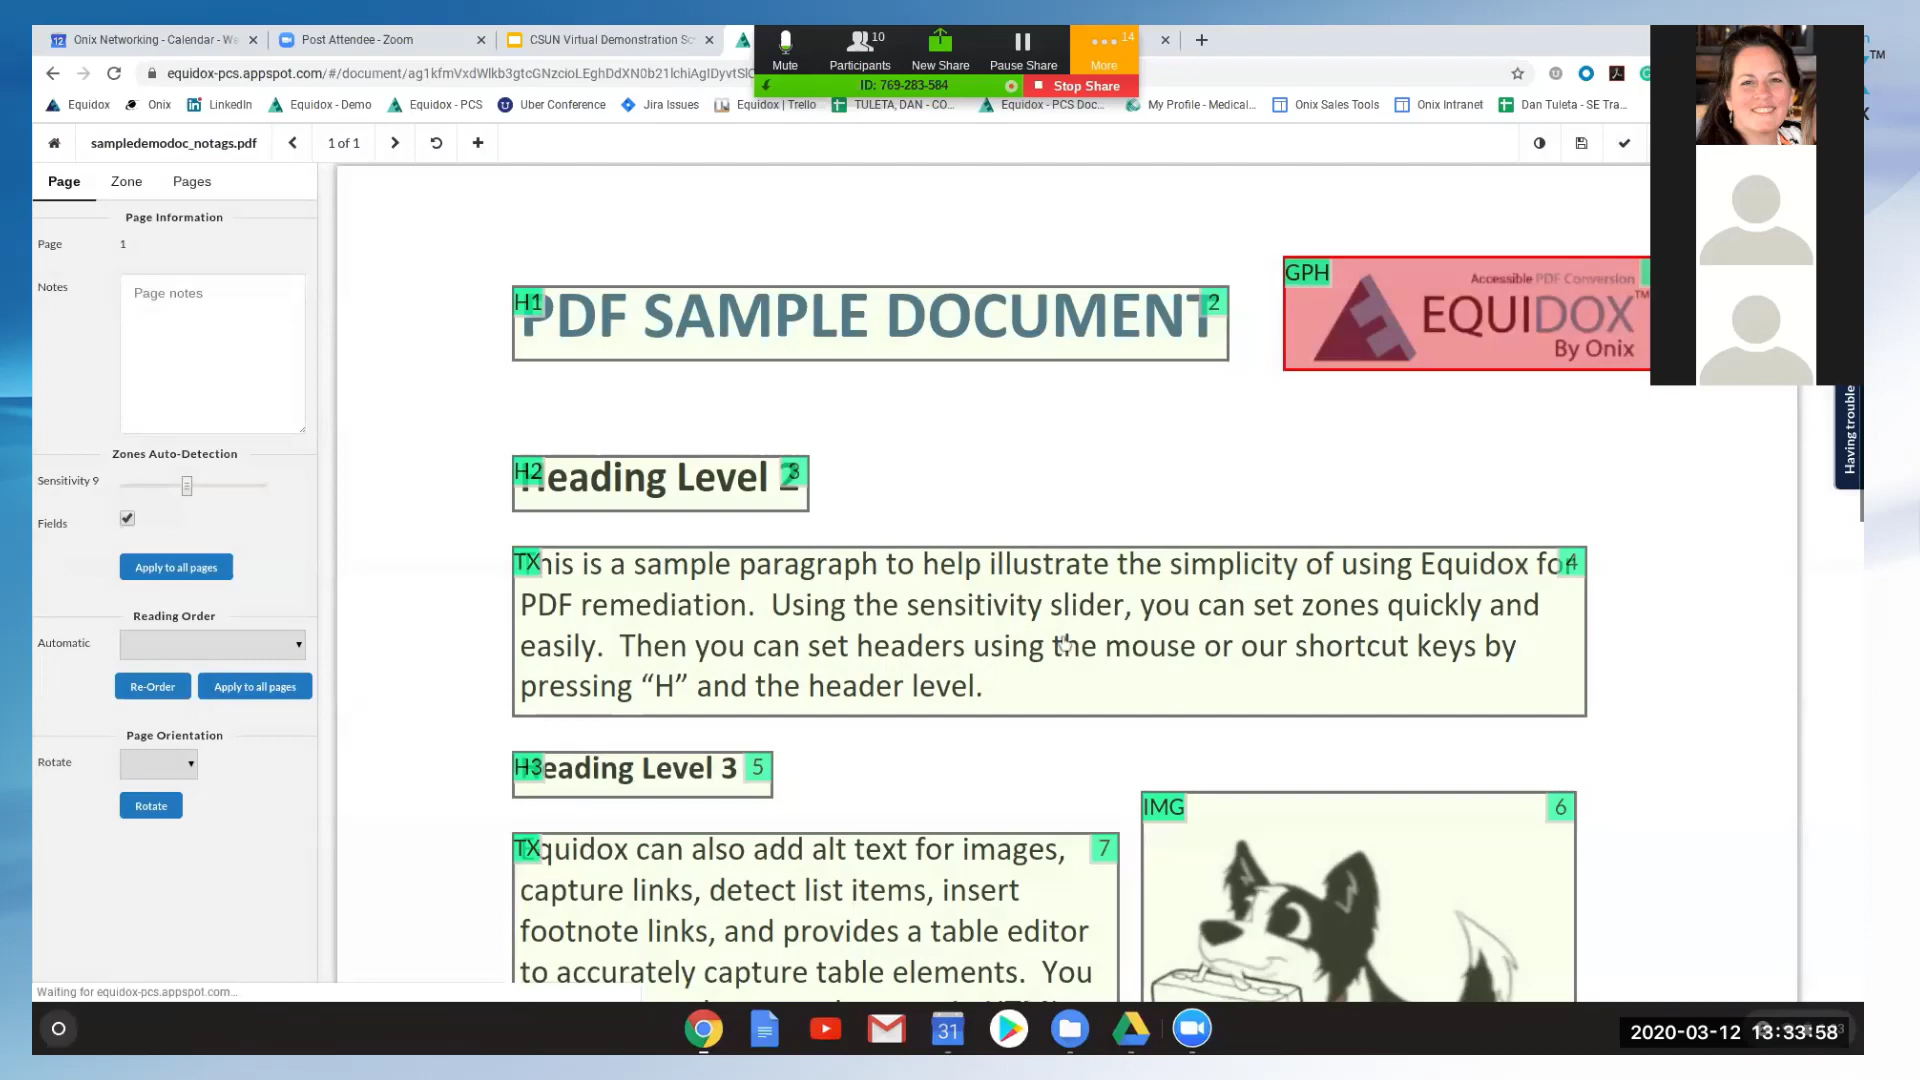 Onix Networking - Calendar - We
Post Attendee - Zoom
CSUN Virtual Demonstration Sc
Mute
Participants
10
New Share
Pause Share
More
14
ID: 769-283-584
Stop Share
equidox-pcs.appspot.com/#/document/ag1kfmVxdWlkb3gtcGNzcioLEghDdXN0b21lchiAgIDyvtSlC
Equidox
Onix
LinkedIn
Equidox - Demo
Equidox - PCS
Uber Conference
Jira Issues
Equidox | Trello
TULETA, DAN - CO...
Equidox - PCS Doc...
My Profile - Medical...
Onix Sales Tools
Onix Intranet
Dan Tuleta - SE Tra...
sampledemodoc_notags.pdf
1 of 1
Page
Zone
Pages
Page Information
Page
1
Notes
Page notes
Zones Auto-Detection
Sensitivity 9
Fields
Apply to all pages
Reading Order
Automatic
Re-Order
Apply to all pages
Page Orientation
Rotate
Rotate
Waiting for equidox-pcs.appspot.com...
H1
PDF SAMPLE DOCUMENT
2
GPH
Accessible PDF Conversion
EQUIDOX™
By Onix
H2
Heading Level 2
3
TX
This is a sample paragraph to help illustrate the simplicity of using Equidox for
4
PDF remediation.  Using the sensitivity slider, you can set zones quickly and
easily.  Then you can set headers using the mouse or our shortcut keys by
pressing “H” and the header level.
H3
Heading Level 3
5
IMG
6
TX
Equidox can also add alt text for images,
7
capture links, detect list items, insert
footnote links, and provides a table editor
to accurately capture table elements.  You
Having trouble
TM
31
2020-03-12 13:33:58